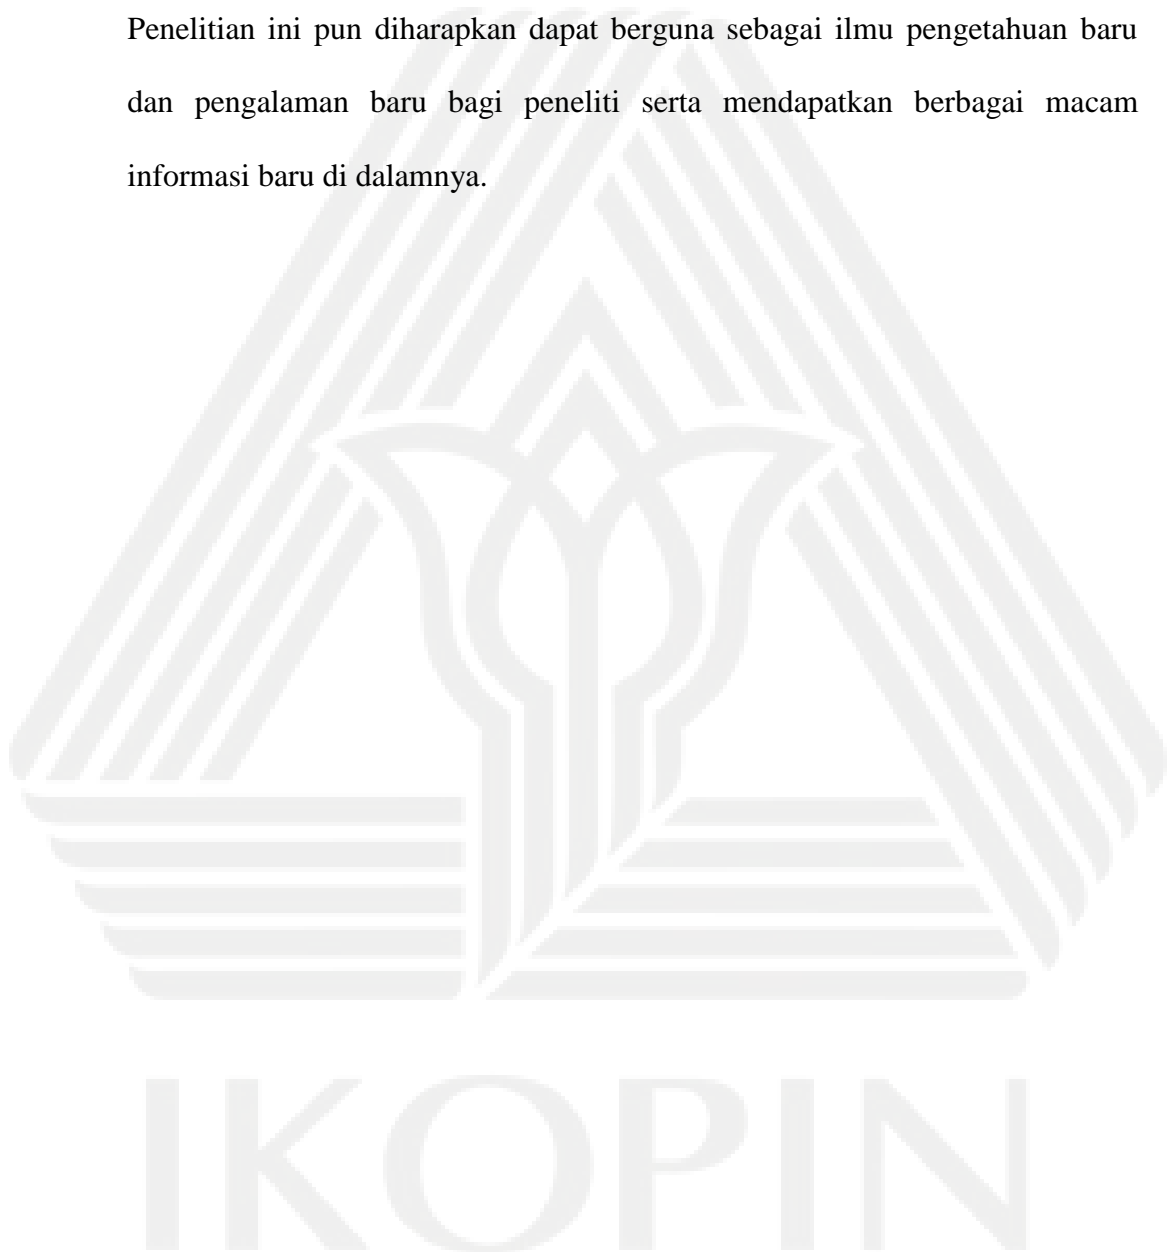 Penelitian ini pun diharapkan dapat berguna sebagai ilmu pengetahuan baru
dan pengalaman baru bagi peneliti serta mendapatkan berbagai macam
informasi baru di dalamnya.
IKOPIN